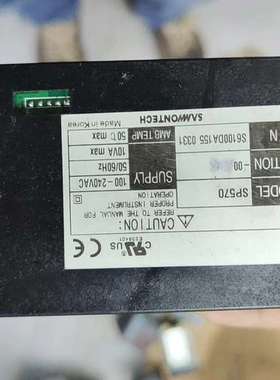 MODEL SP570
-00
N S6100DA155 0331
SUPPLY 100-240VAC
50/60Hz
10VA max
AMB.TEMP 50℃ max
REFER TO THE MANUAL FOR
PROPER INSTRUMENT
OPERATION
CE
c UL us
SAMWONTECH
Made in Korea